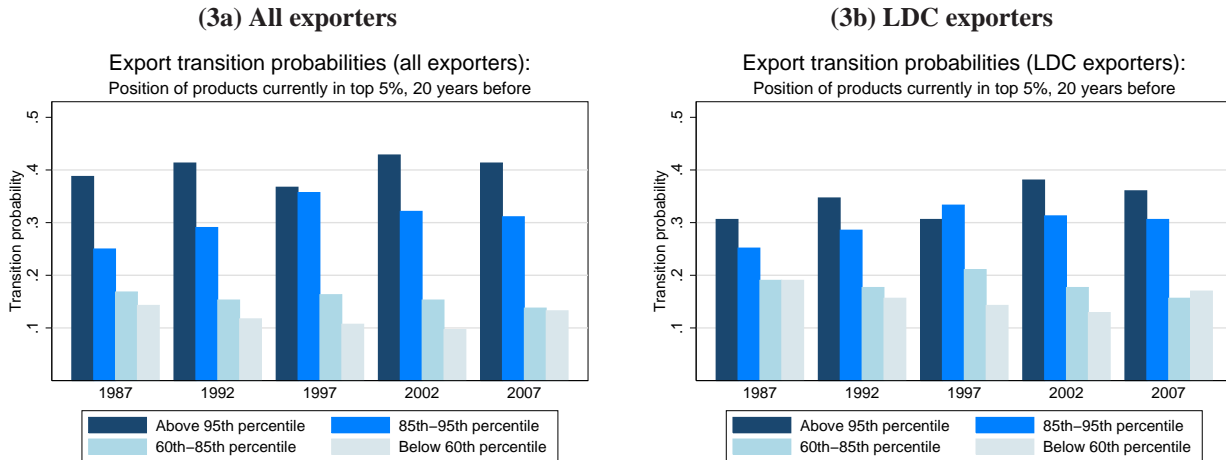 (3a) All exporters
Export transition probabilities (all exporters):
Position of products currently in top 5%, 20 years before
Transition probability
.5
.4
.3
.2
.1
1987 1992 1997 2002 2007
Above 95th percentile 85th−95th percentile
60th−85th percentile Below 60th percentile
(3b) LDC exporters
Export transition probabilities (LDC exporters):
Position of products currently in top 5%, 20 years before
Transition probability
.5
.4
.3
.2
.1
1987 1992 1997 2002 2007
Above 95th percentile 85th−95th percentile
60th−85th percentile Below 60th percentile